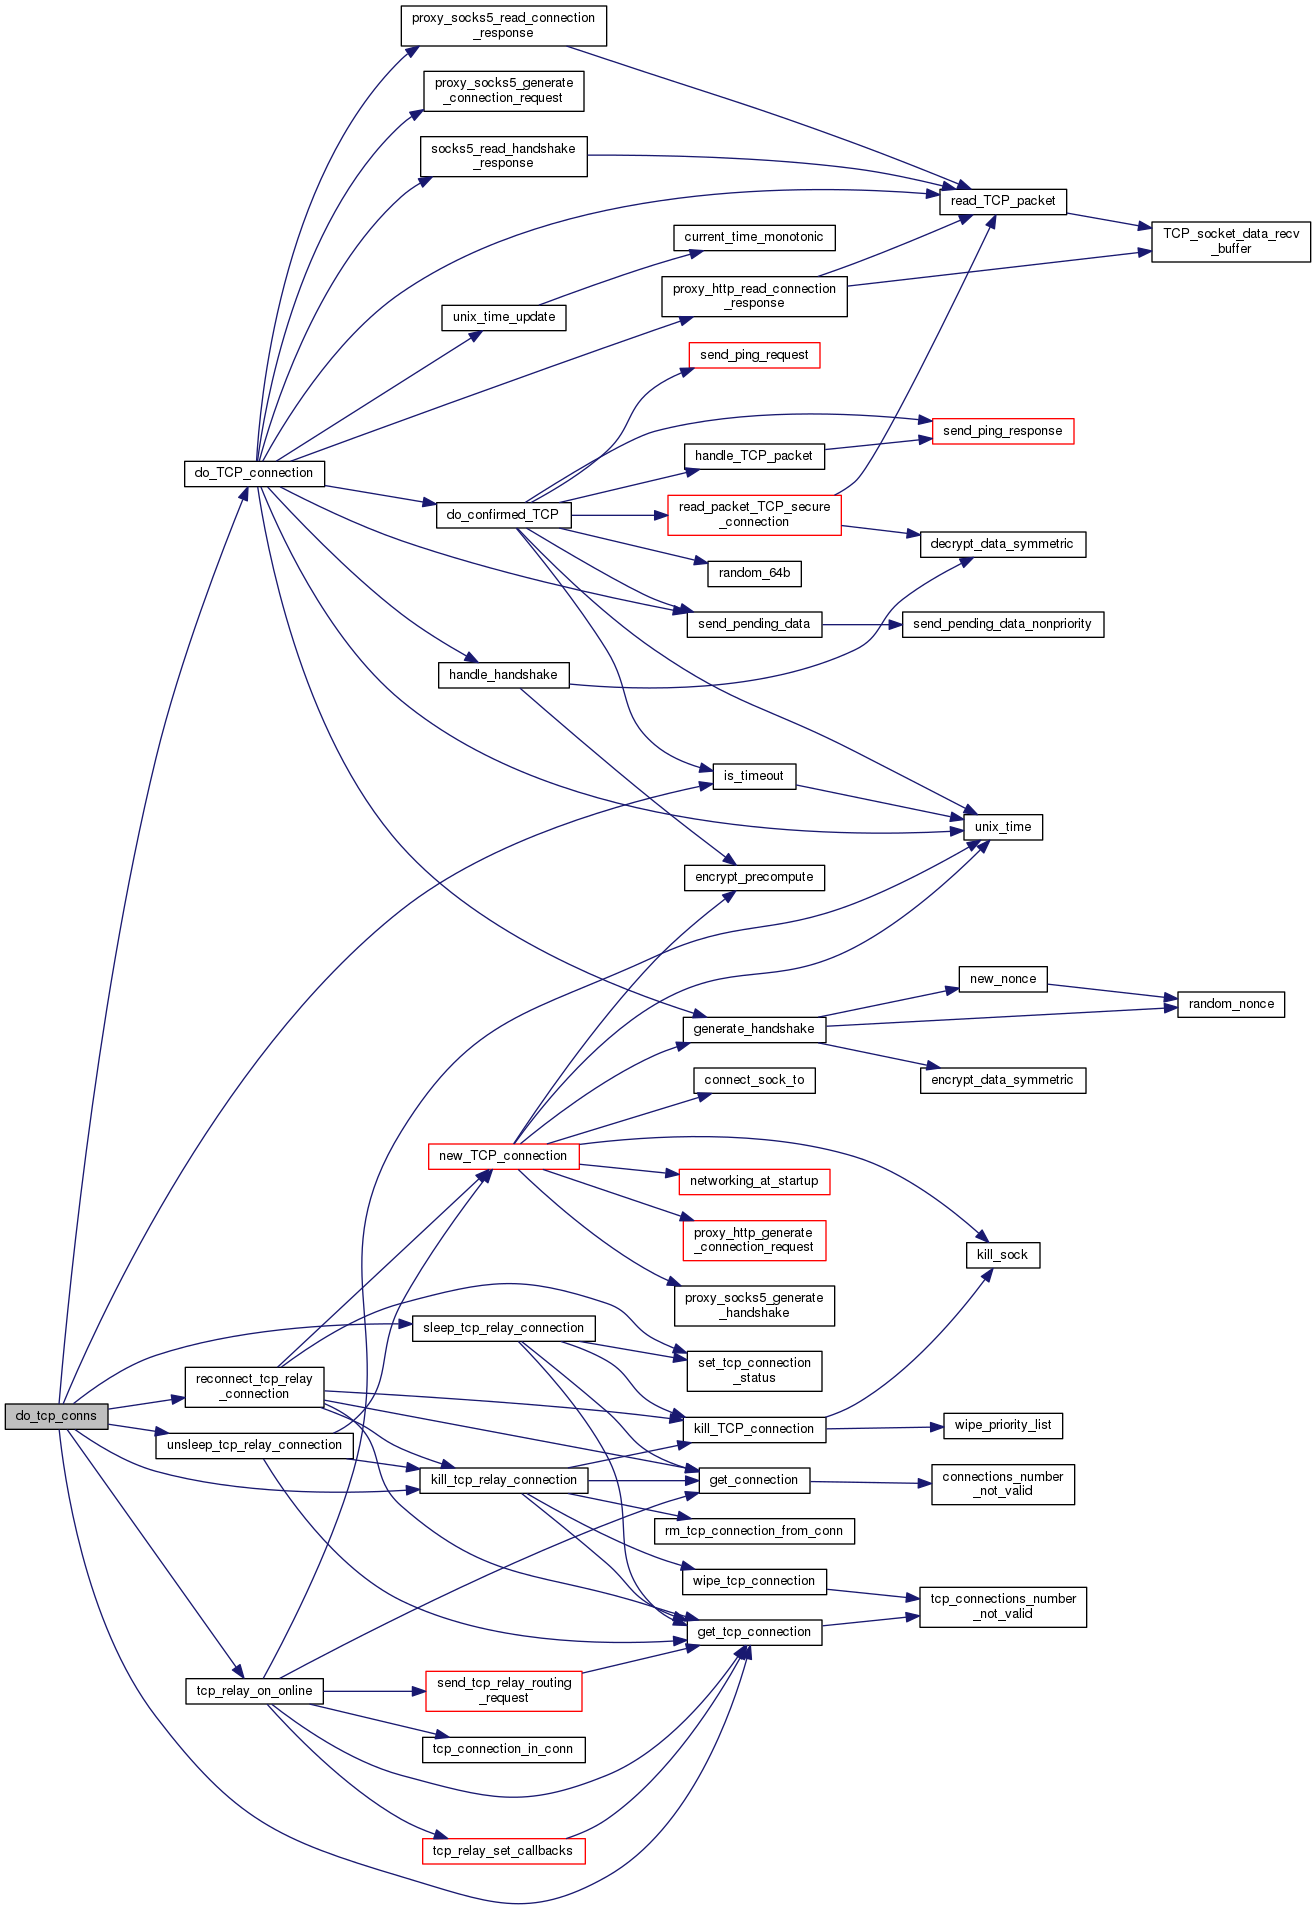 proxy_socks5_read_connection
_response
proxy_socks5_generate
_connection_request
socks5_read_handshake
_response
read_TCP_packet
TCP_socket_data_recv
_buffer
current_time_monotonic
proxy_http_read_connection
_response
unix_time_update
send_ping_request
send_ping_response
handle_TCP_packet
do_TCP_connection
do_confirmed_TCP
read_packet_TCP_secure
_connection
decrypt_data_symmetric
random_64b
send_pending_data
send_pending_data_nonpriority
handle_handshake
is_timeout
unix_time
encrypt_precompute
new_nonce
random_nonce
generate_handshake
encrypt_data_symmetric
connect_sock_to
new_TCP_connection
networking_at_startup
proxy_http_generate
_connection_request
kill_sock
proxy_socks5_generate
_handshake
sleep_tcp_relay_connection
set_tcp_connection
_status
reconnect_tcp_relay
_connection
do_tcp_conns
kill_TCP_connection
wipe_priority_list
unsleep_tcp_relay_connection
kill_tcp_relay_connection
get_connection
connections_number
_not_valid
rm_tcp_connection_from_conn
wipe_tcp_connection
tcp_connections_number
_not_valid
get_tcp_connection
tcp_relay_on_online
send_tcp_relay_routing
_request
tcp_connection_in_conn
tcp_relay_set_callbacks